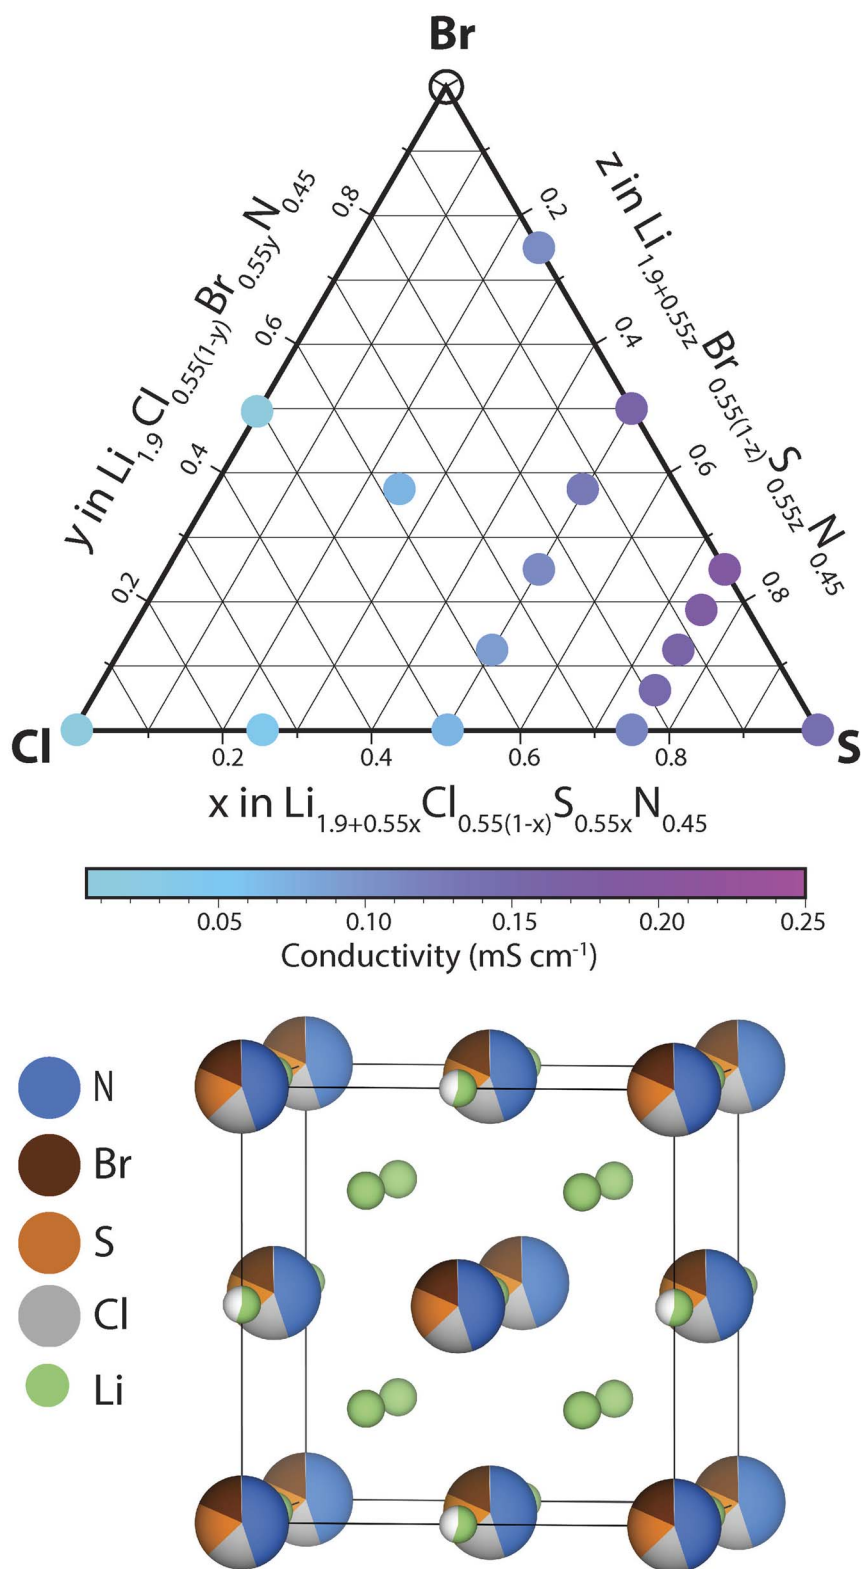 Br
y in Li1.9Cl0.55(1-y)Br0.55yN0.45
z in Li1.9+0.55zBr0.55(1-z)S0.55zN0.45
0.8
0.2
0.6
0.4
0.4
0.6
0.2
0.8
Cl
S
0.2 0.4 0.6 0.8
x in Li1.9+0.55xCl0.55(1-x)S0.55xN0.45
0.05 0.10 0.15 0.20 0.25
Conductivity (mS cm-1)
N
Br
S
Cl
Li